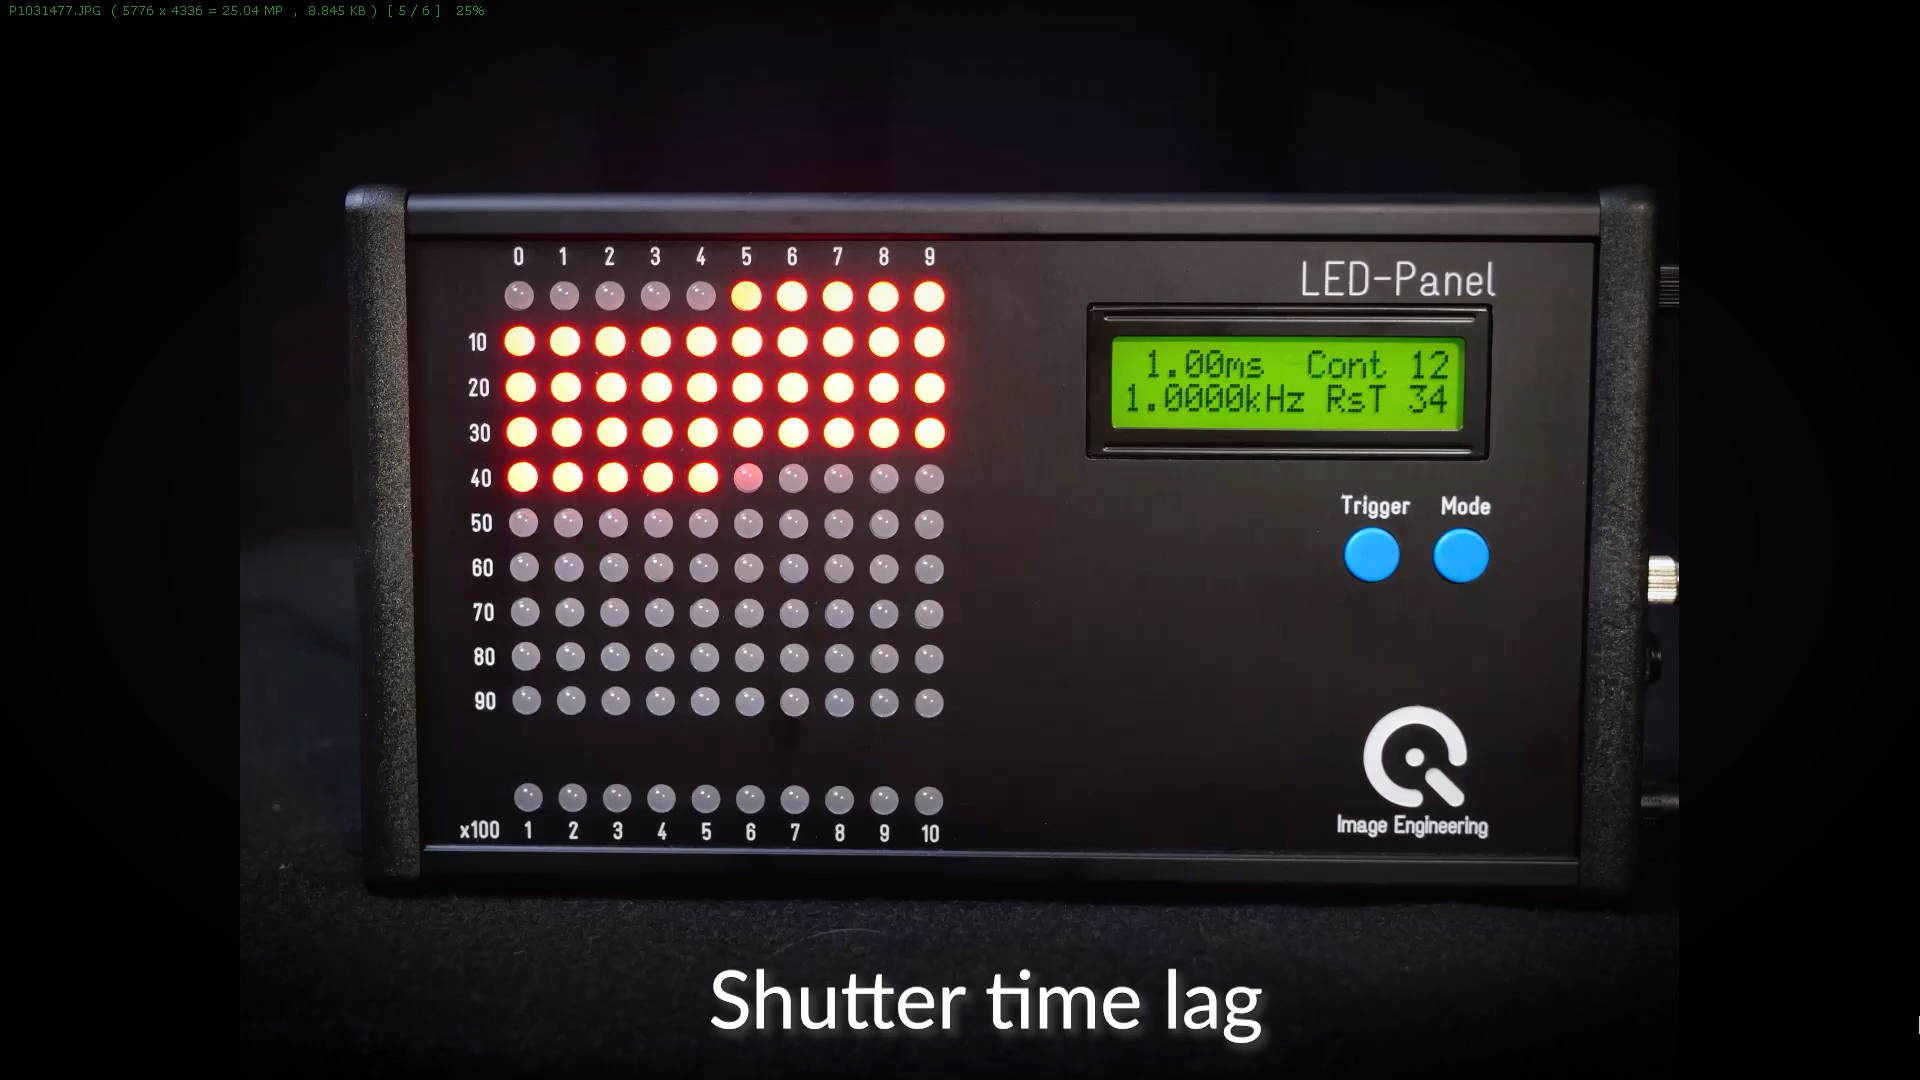 P1031477.JPG ( 5776 x 4336 = 25.04 MP , 8.845 KB ) [ 5 / 6 ] 25%
0 1 2 3 4 5 6 7 8 9
10
20
30
40
50
60
70
80
90
x100 1 2 3 4 5 6 7 8 9 10
LED-Panel
1.00ms Cont 12
1.0000kHz RsT 34
Trigger Mode
Image Engineering
Shutter time lag